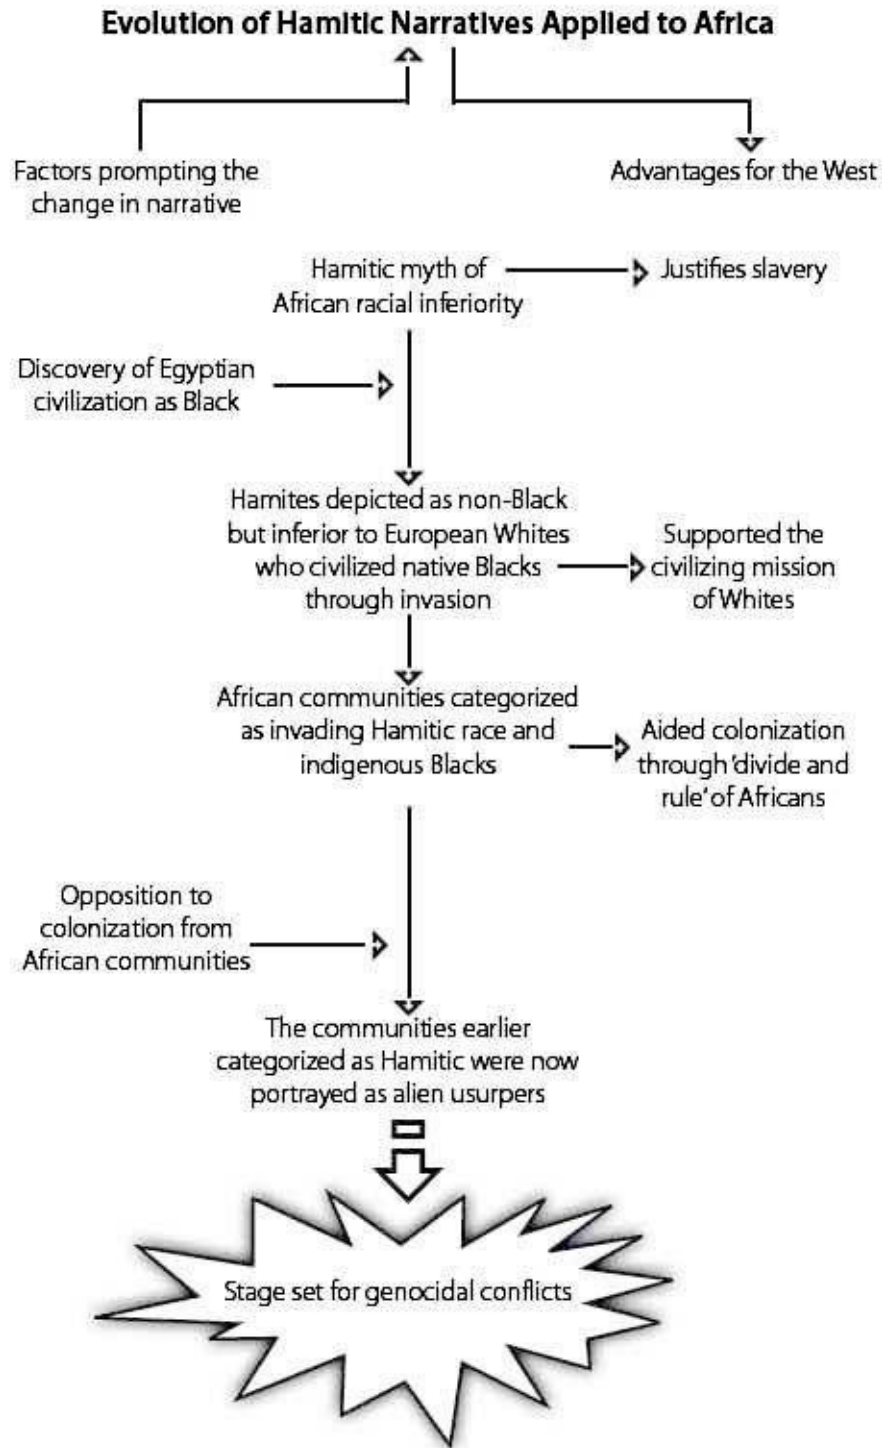 Evolution of Hamitic Narratives Applied to Africa
Factors prompting the
change in narrative
Advantages for the West
Hamitic myth of
African racial inferiority
Justifies slavery
Discovery of Egyptian
civilization as Black
Hamites depicted as non-Black
but inferior to European Whites
who civilized native Blacks
through invasion
Supported the
civilizing mission
of Whites
African communities categorized
as invading Hamitic race and
indigenous Blacks
Aided colonization
through 'divide and
rule' of Africans
Opposition to
colonization from
African communities
The communities earlier
categorized as Hamitic were now
portrayed as alien usurpers
Stage set for genocidal conflicts